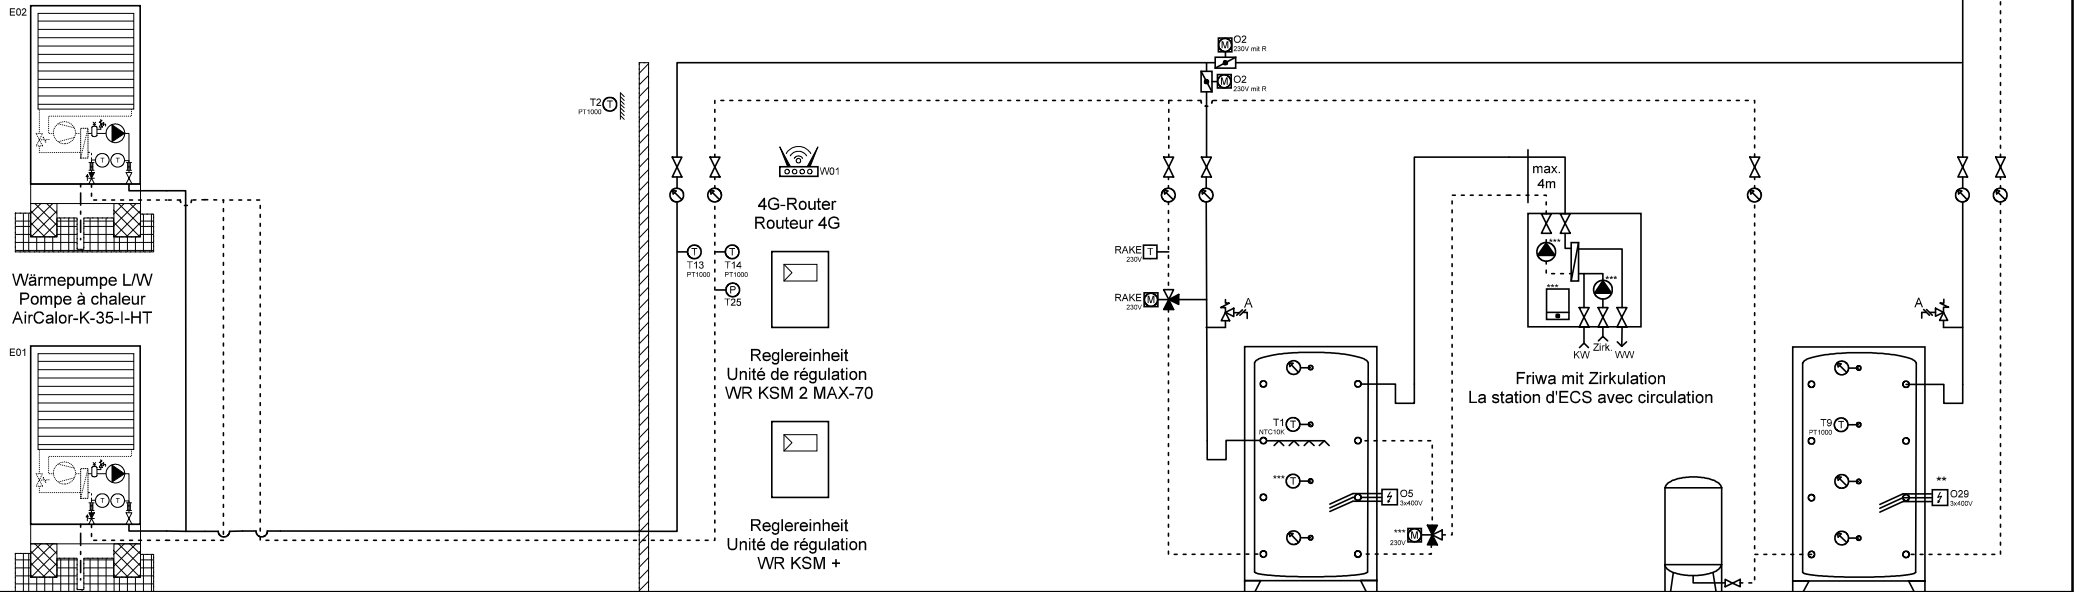 E02
T
T
Wärmepumpe L/W
Pompe à chaleur
AirCalor-K-35-I-HT
E01
T
T
T2
T
PT1000
W01
4G-Router
Routeur 4G
T
T13
PT1000
T
T14
PT1000
P
T25
Reglereinheit
Unité de régulation
WR KSM 2 MAX-70
Reglereinheit
Unité de régulation
WR KSM +
M
O2
230V mit R
M
O2
230V mit R
RAKE
230V
T
RAKE
230V
M
A
T1
NTC10K
T
***
T
O5
3x400V
***
230V
M
max.
4m
***
***
***
KW
Zirk.
WW
Friwa mit Zirkulation
La station d'ECS avec circulation
A
T9
PT1000
T
**
O29
3x400V